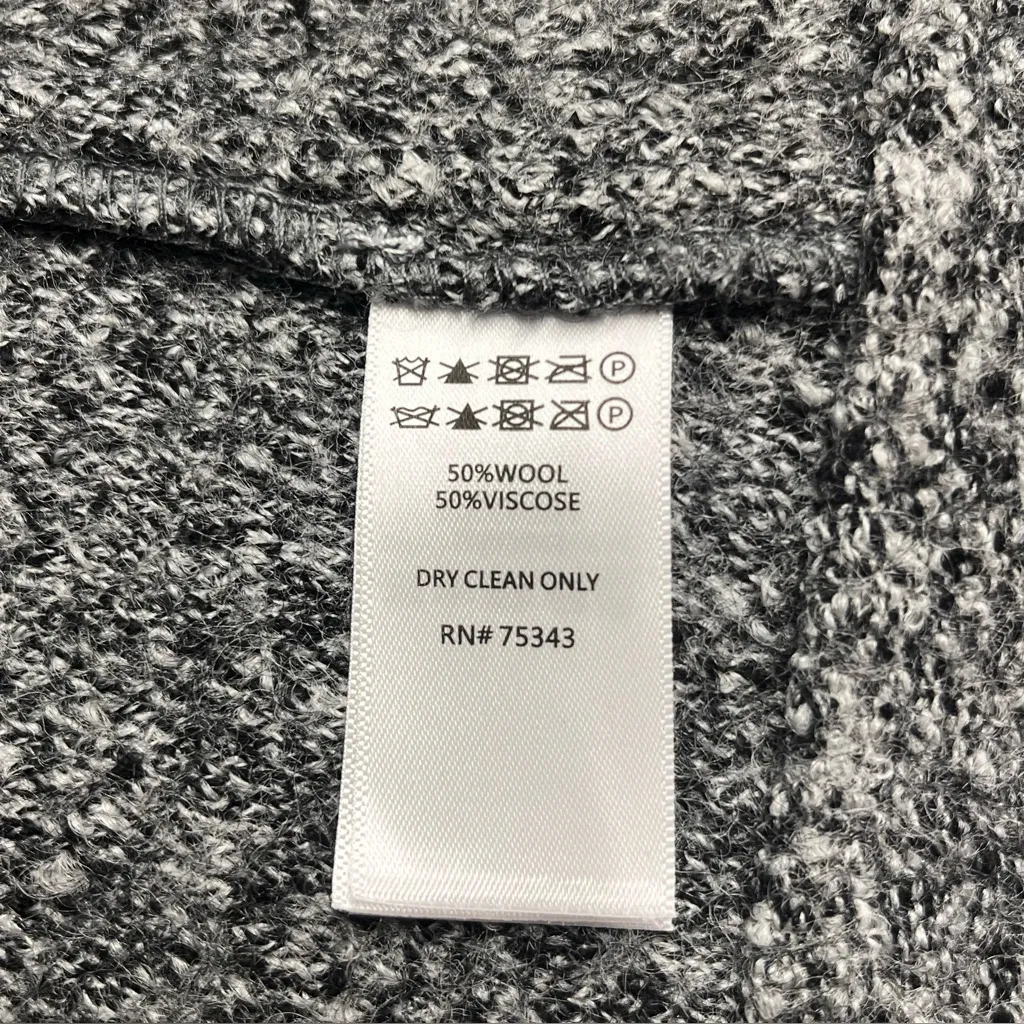 P
P
50%WOOL
50%VISCOSE
DRY CLEAN ONLY
RN# 75343